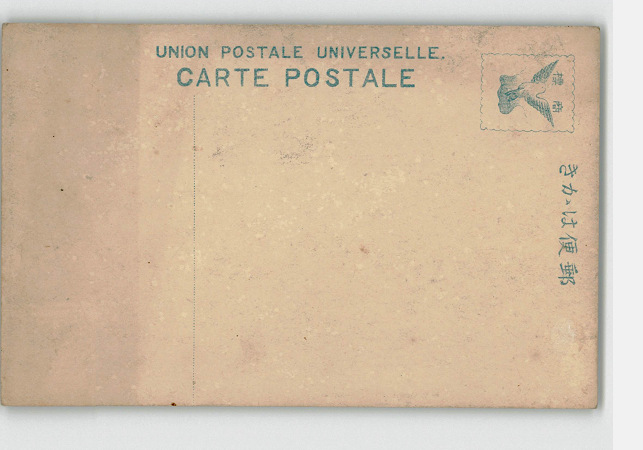 UNION POSTALE UNIVERSELLE.
CARTE POSTALE
郵便はかき